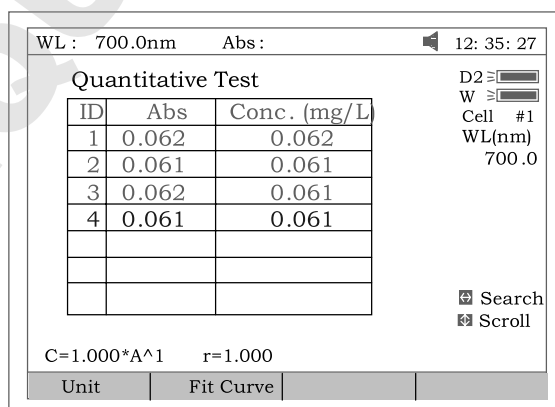 WL: 700.0nm Abs: 12: 35: 27
Quantitative Test
ID Abs Conc. (mg/L)
1 0.062 0.062
2 0.061 0.061
3 0.062 0.061
4 0.061 0.061
D2
W
Cell #1
WL(nm)
700.0
Search
Scroll
C=1.000*A^1 r=1.000
Unit Fit Curve